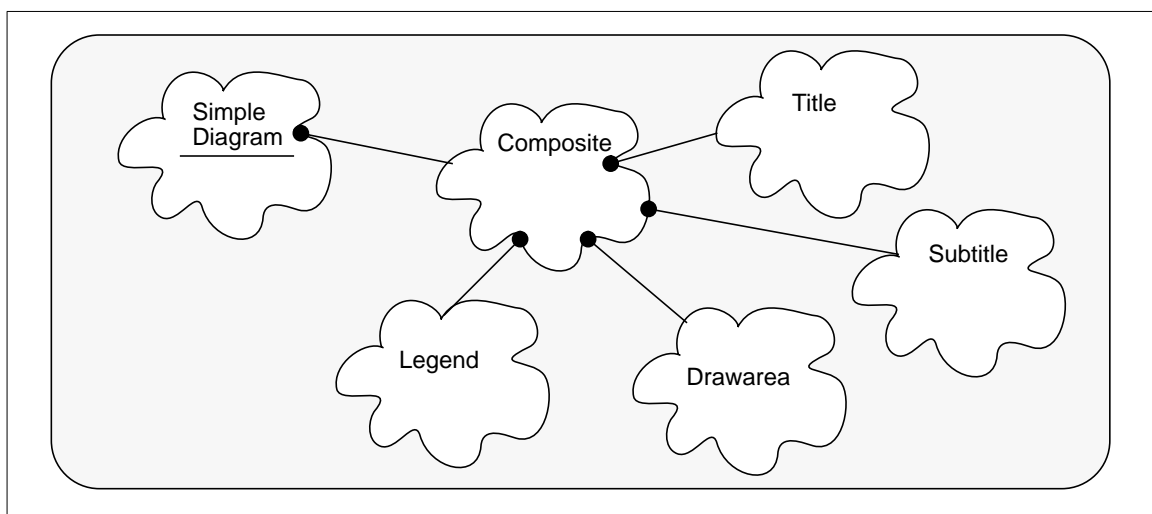 Simple
Diagram
Composite
Title
Subtitle
Legend
Drawarea